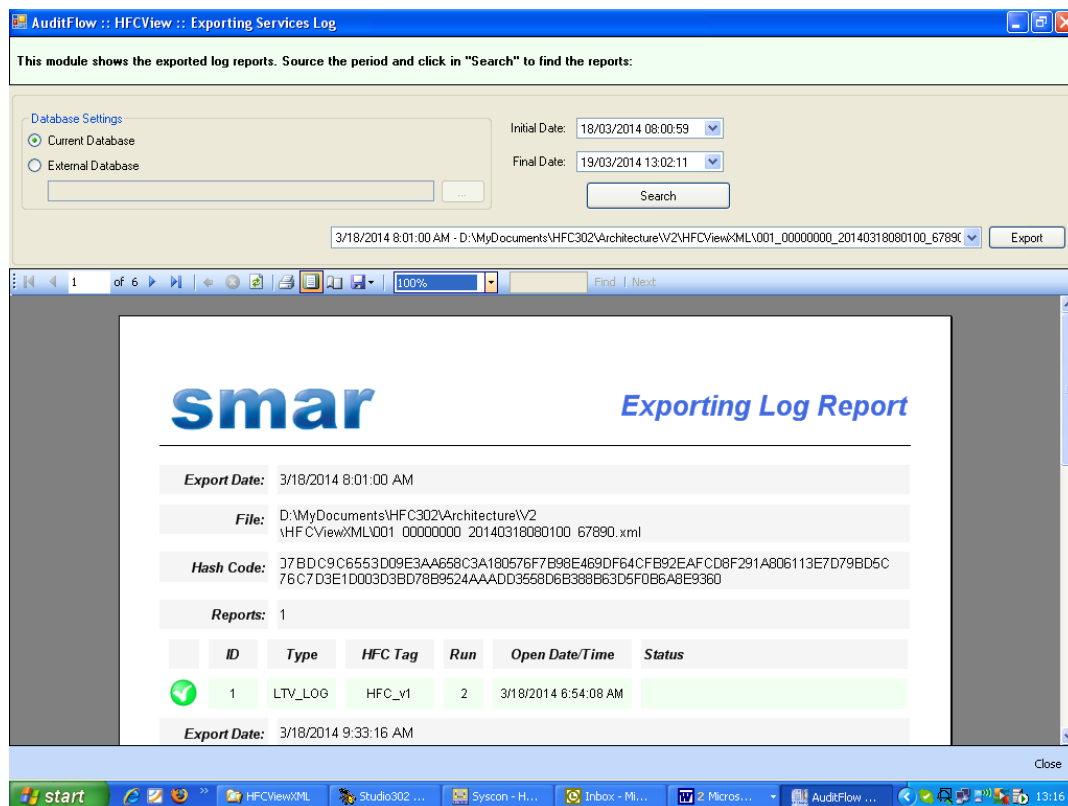 AuditFlow :: HFCView :: Exporting Services Log
This module shows the exported log reports. Source the period and click in "Search" to find the reports:
Database Settings
Current Database
External Database
...
Initial Date: 18/03/2014 08:00:59
Final Date: 19/03/2014 13:02:11
Search
3/18/2014 8:01:00 AM - D:\MyDocuments\HFC302\Architecture\V2\HFCViewXML\001_00000000_20140318080100_6789(
Export
1 of 6 100% Find | Next
smar Exporting Log Report
Export Date: 3/18/2014 8:01:00 AM
File: D:\MyDocuments\HFC302\Architecture\V2
\HFCViewXML\001_00000000_20140318080100_67890.xml
Hash Code: 07BDC9C6553D09E3AA658C3A180576F7B98E469DF64CFB92EAFCD8F291A806113E7D79BD5C
76C7D3E1D003D3BD78B9524AAADD3558D6B388B63D5F0B6A8E9360
Reports: 1
ID Type HFC Tag Run Open Date/Time Status
1 LTV_LOG HFC_v1 2 3/18/2014 6:54:08 AM
Export Date: 3/18/2014 9:33:16 AM
Close
start HFCViewXML Studio302 ... Syscon - H... Inbox - Mi... 2 Micros... AuditFlow ... 13:16